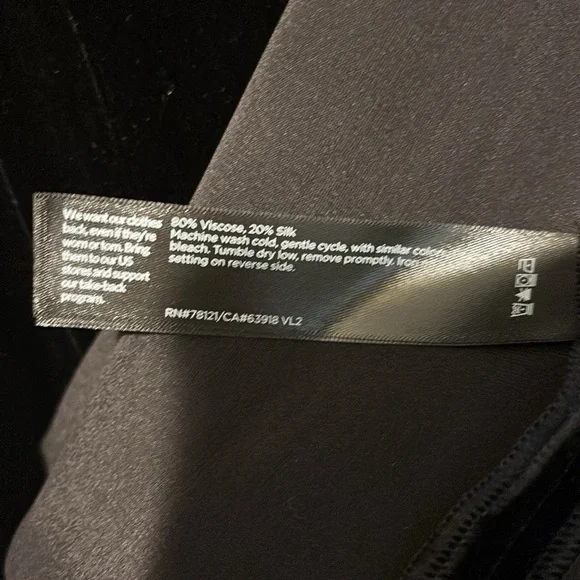 We want our clothes
back, even if they're
worn or torn. Bring
them to our US
stores and support
our take-back
program.
80% Viscose, 20% Silk
Machine wash cold, gentle cycle, with similar colors
bleach. Tumble dry low, remove promptly. Iron
setting on reverse side.
RN#78121/CA#63918 VL2